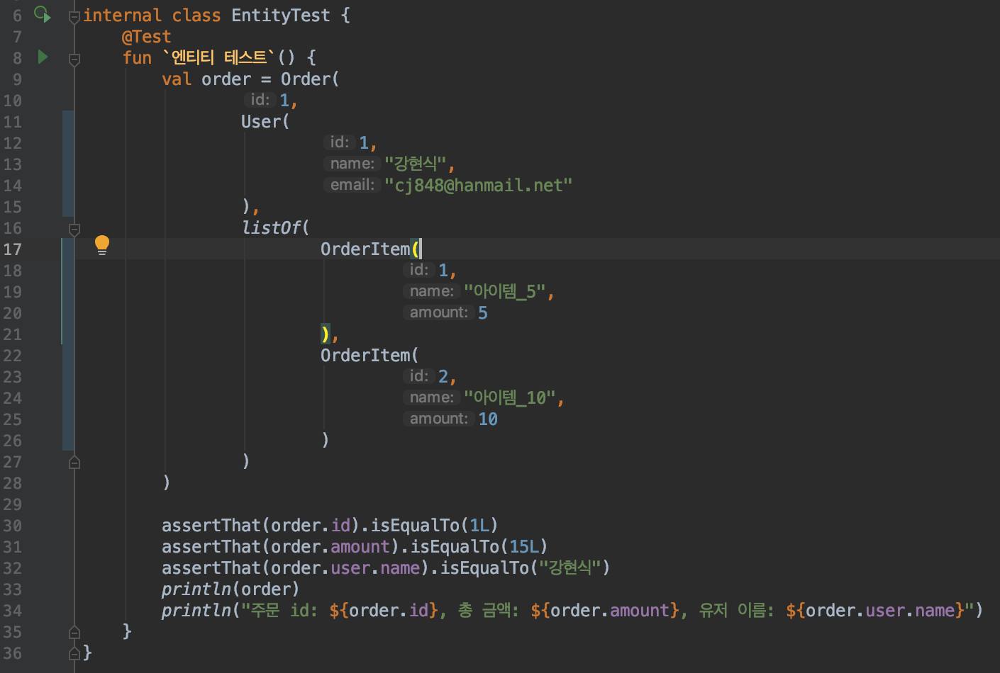 6 internal class EntityTest {
7 @Test
8 fun `엔티티 테스트`() {
9 val order = Order(
10 id: 1,
11 User(
12 id: 1,
13 name: "강현식",
14 email: "cj848@hanmail.net"
15 ),
16 listOf(
17 OrderItem(
18 id: 1,
19 name: "아이템_5",
20 amount: 5
21 ),
22 OrderItem(
23 id: 2,
24 name: "아이템_10",
25 amount: 10
26 )
27 )
28 )
29
30 assertThat(order.id).isEqualTo(1L)
31 assertThat(order.amount).isEqualTo(15L)
32 assertThat(order.user.name).isEqualTo("강현식")
33 println(order)
34 println("주문 id: ${order.id}, 총 금액: ${order.amount}, 유저 이름: ${order.user.name}")
35 }
36 }